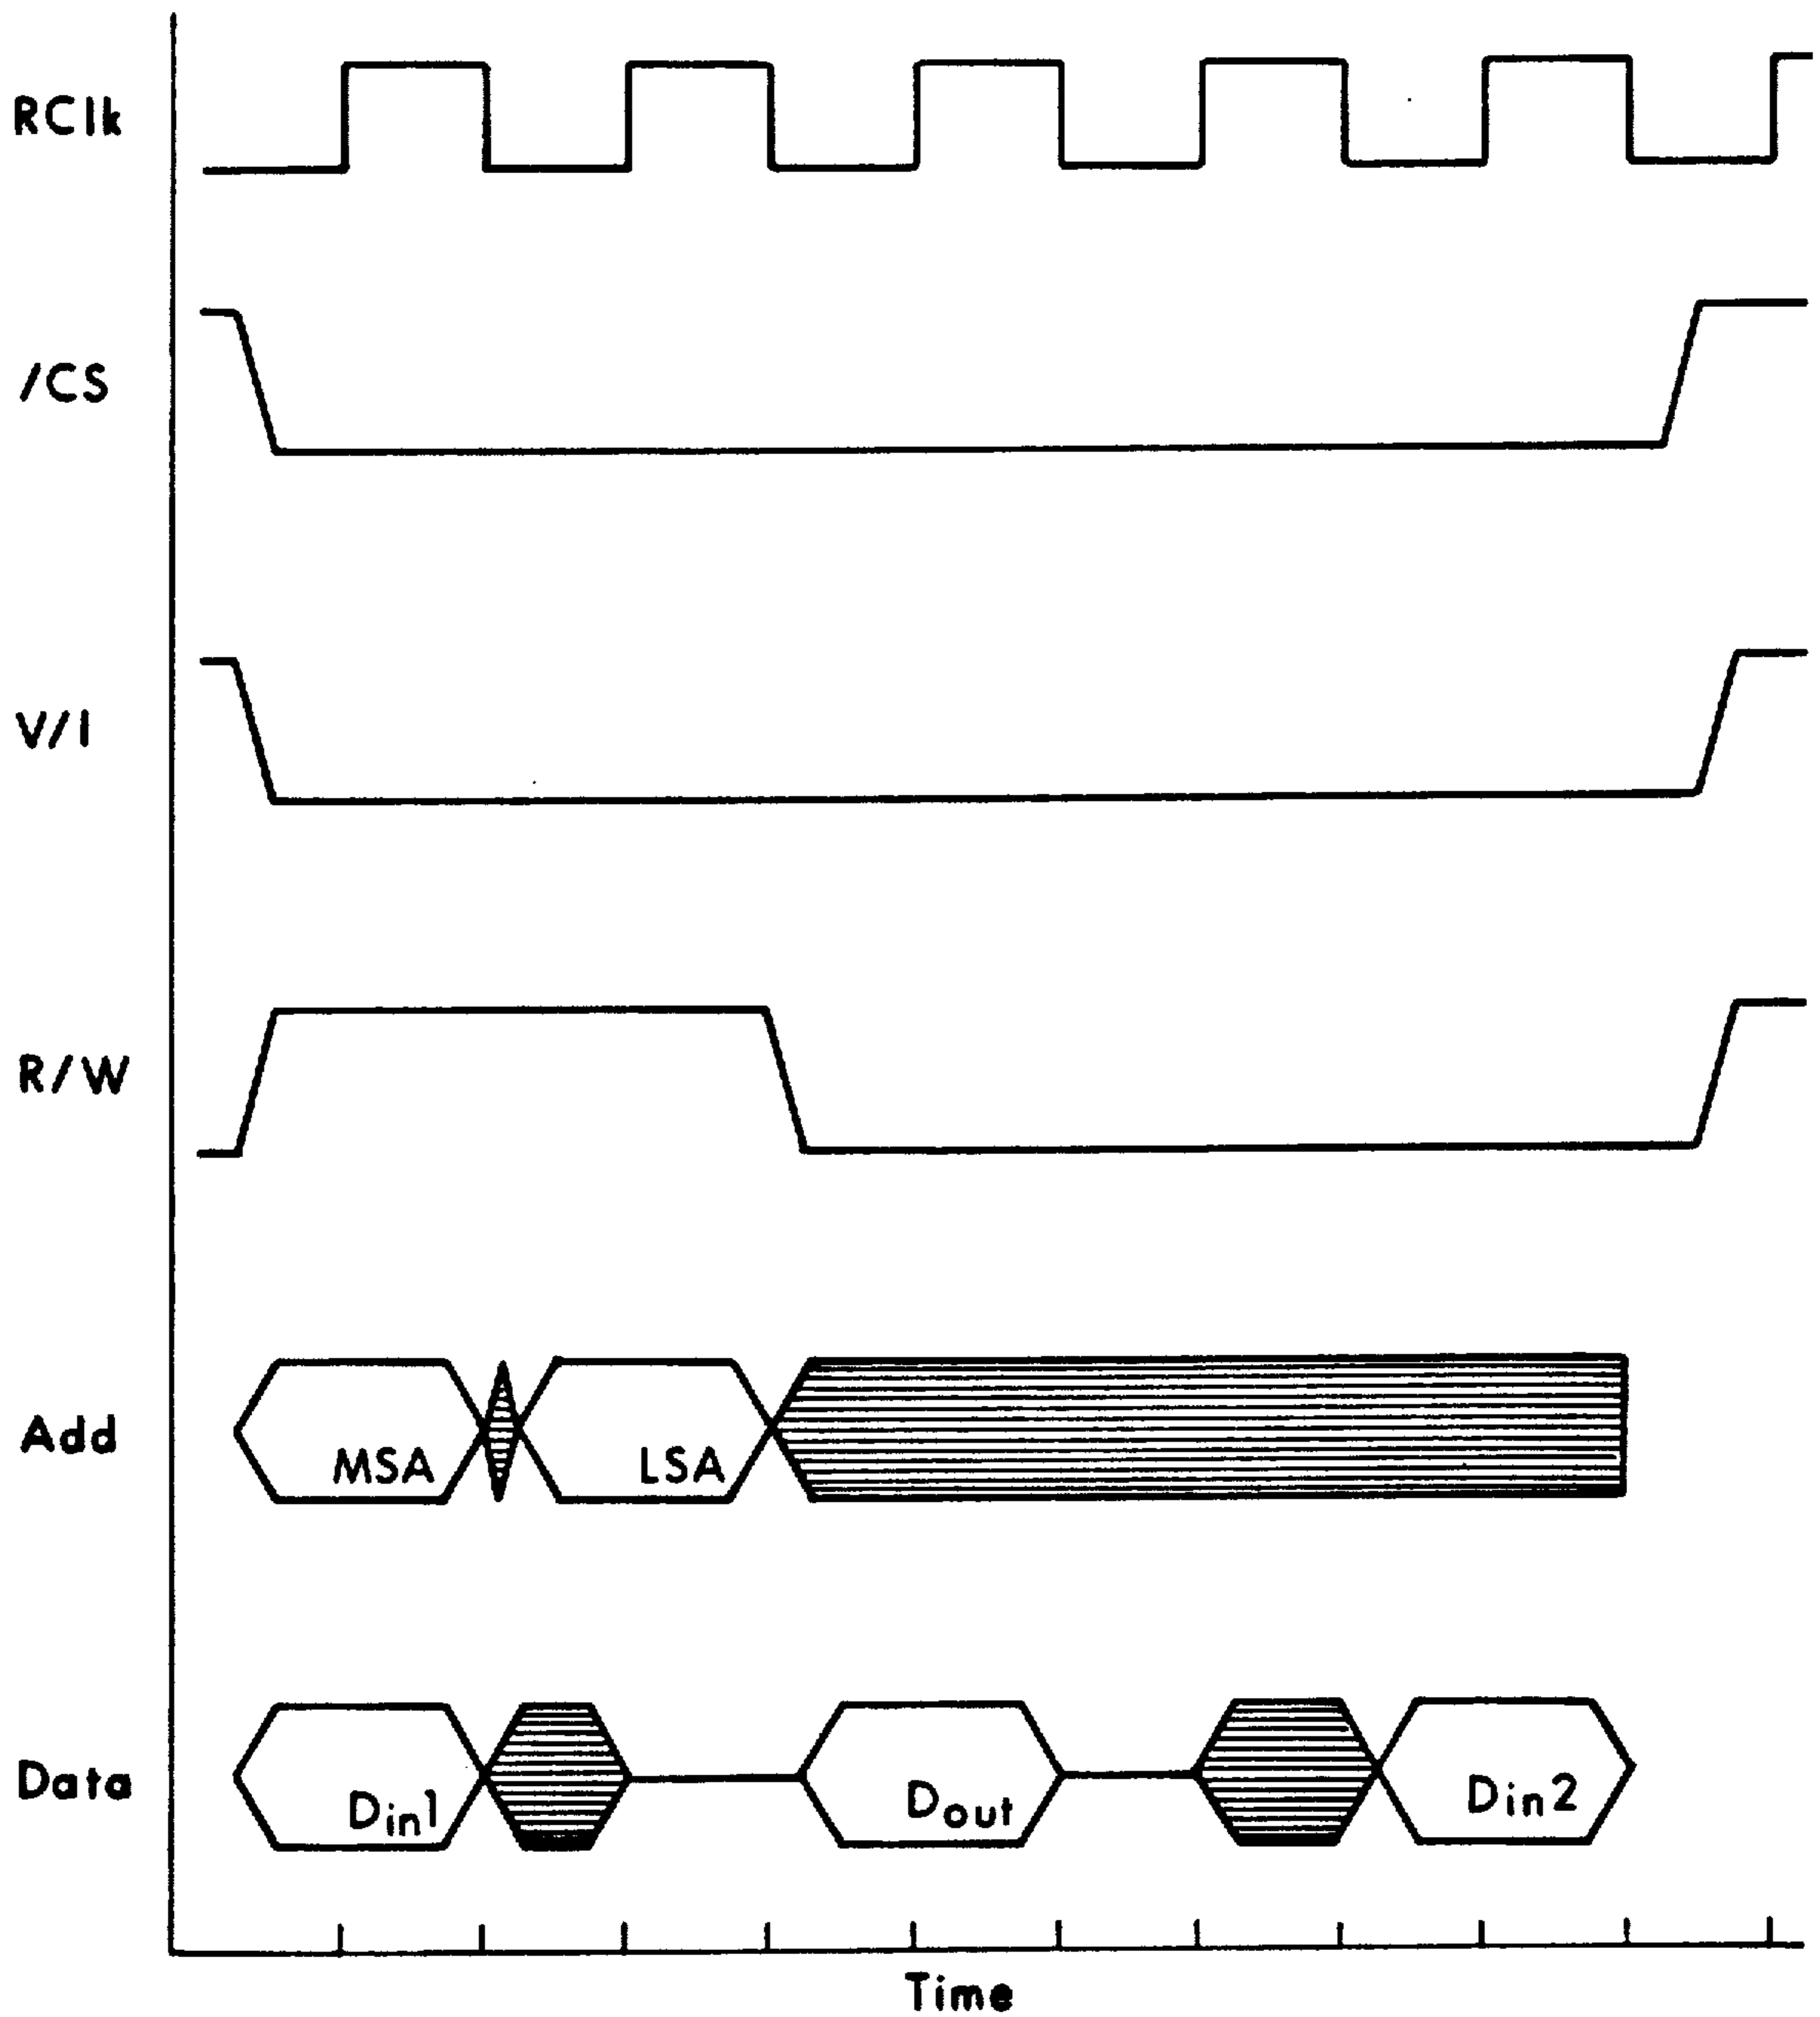 RClk
/CS
V/I
R/W
Add
MSA
LSA
Data
Din1
Dout
Din2
Time